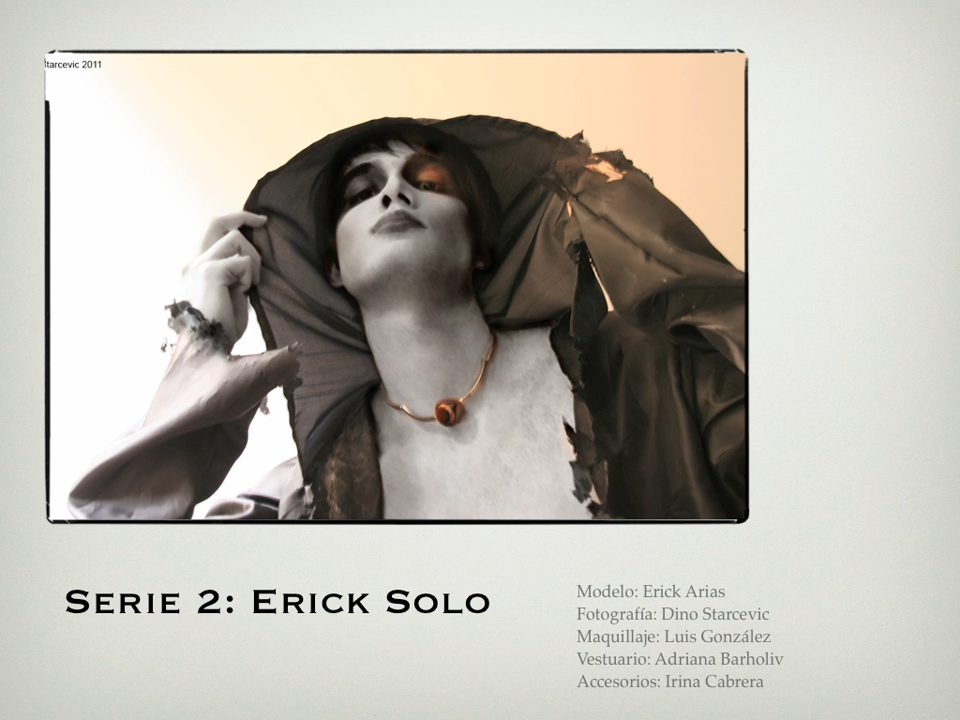 Starcevic 2011
Serie 2: Erick Solo
Modelo: Erick Arias
Fotografía: Dino Starcevic
Maquillaje: Luis González
Vestuario: Adriana Barholiv
Accesorios: Irina Cabrera